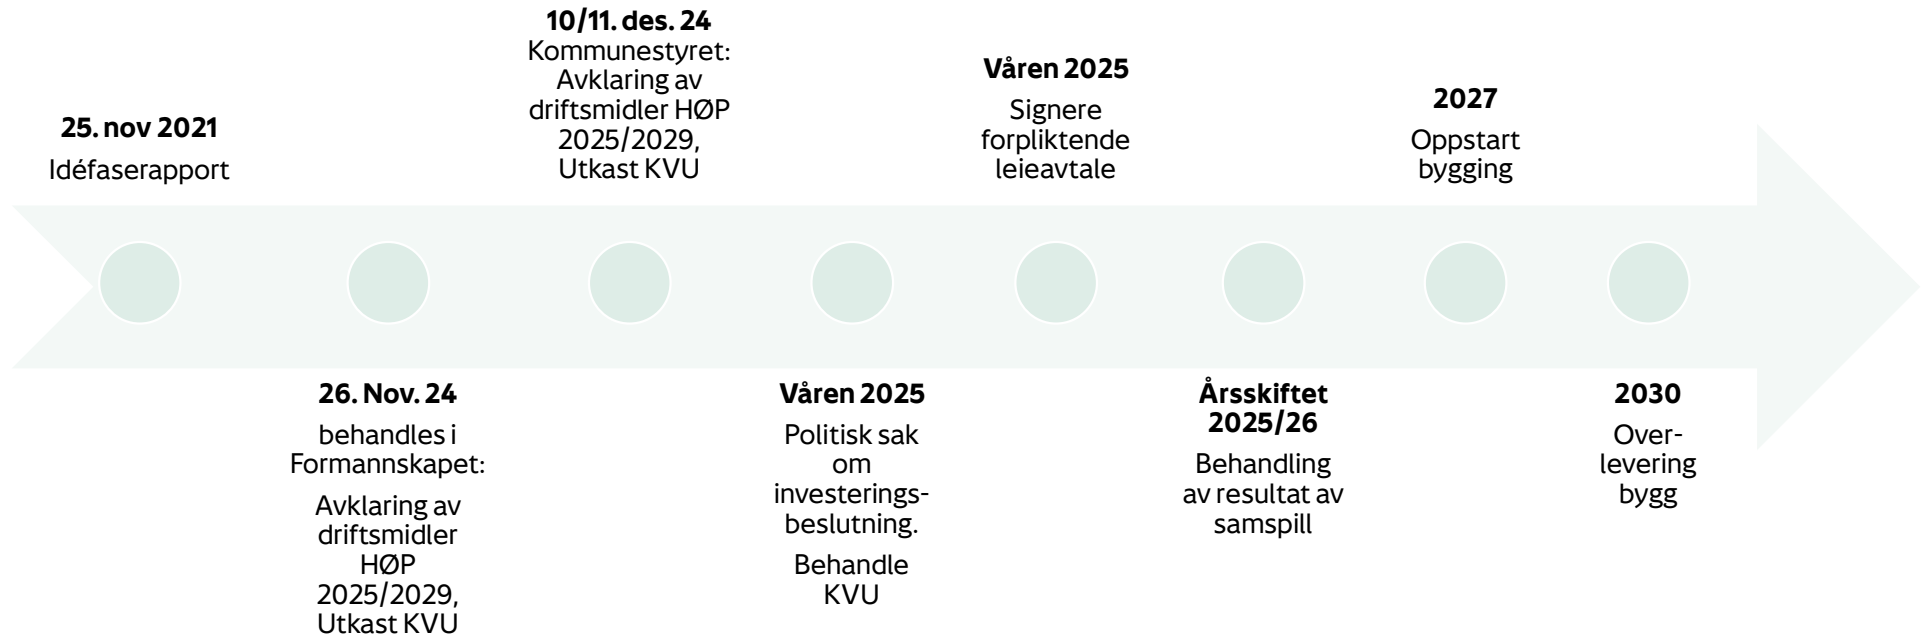 25. nov 2021
Idéfaserapport
26. Nov. 24
behandles i
Formannskapet:
Avklaring av
driftsmidler
HØP
2025/2029,
Utkast KVU
10/11. des. 24
Kommunestyret:
Avklaring av
driftsmidler HØP
2025/2029,
Utkast KVU
Våren 2025
Politisk sak
om
investerings-
beslutning.
Behandle
KVU
Våren 2025
Signere
forpliktende
leieavtale
Årsskiftet
2025/26
Behandling
av resultat av
samspill
2027
Oppstart
bygging
2030
Over-
levering
bygg